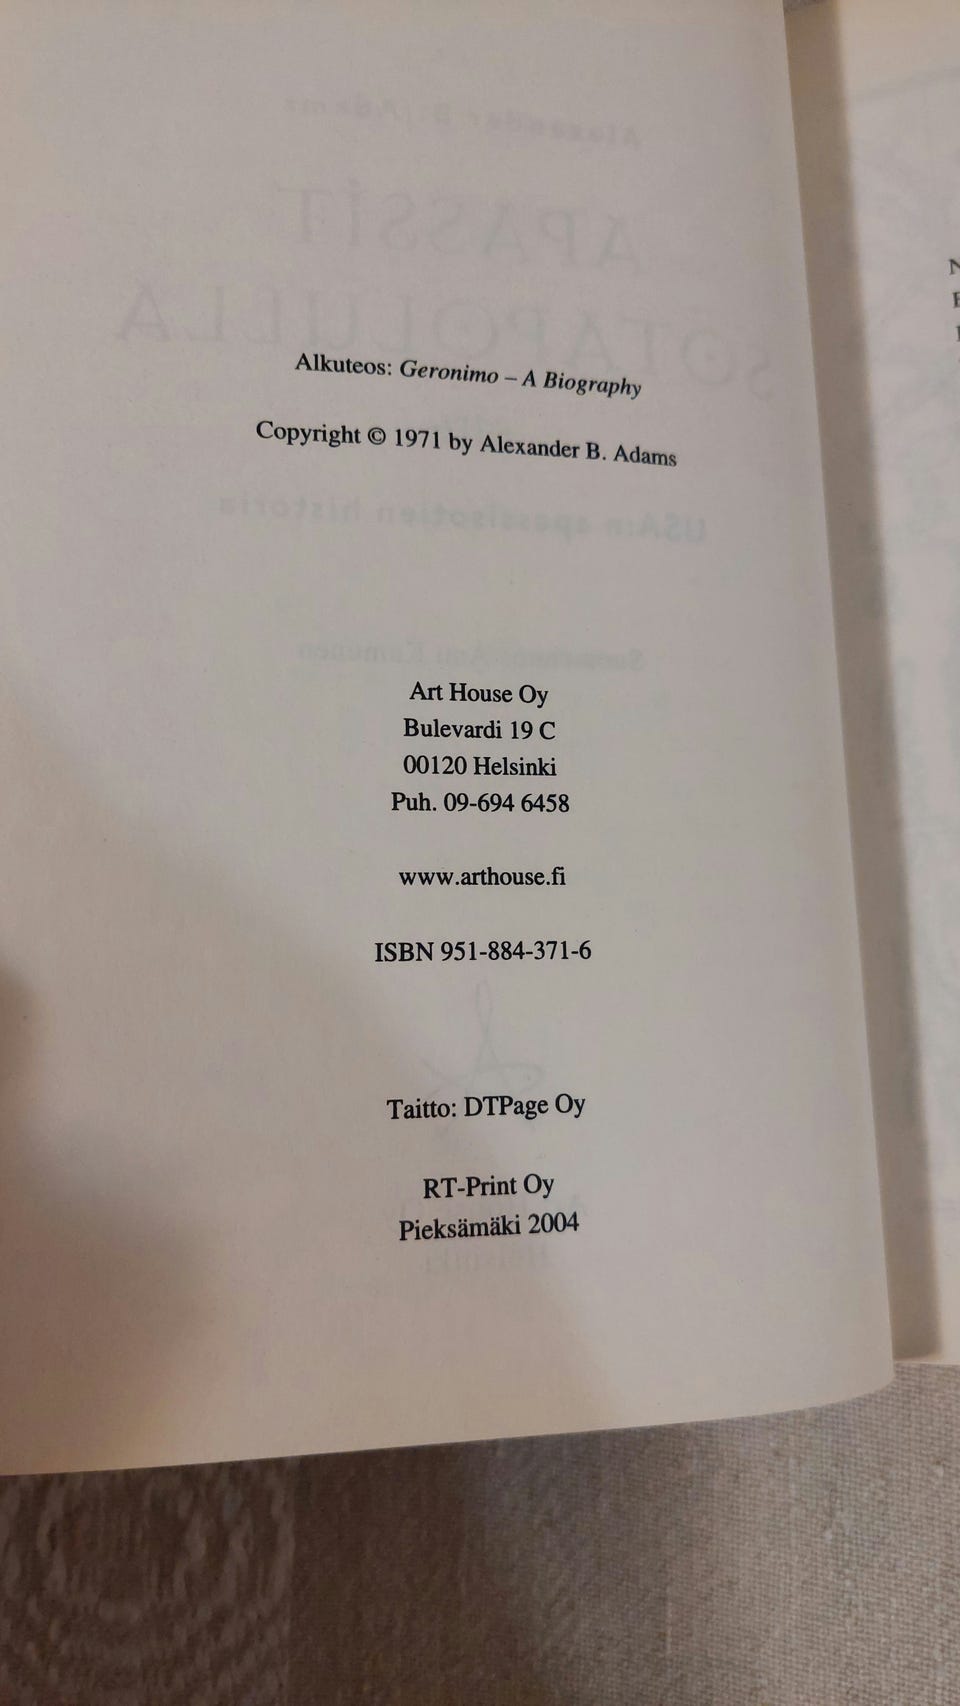 Alkuteos: Geronimo – A Biography
Copyright © 1971 by Alexander B. Adams
Art House Oy
Bulevardi 19 C
00120 Helsinki
Puh. 09-694 6458
www.arthouse.fi
ISBN 951-884-371-6
Taitto: DTPage Oy
RT-Print Oy
Pieksämäki 2004